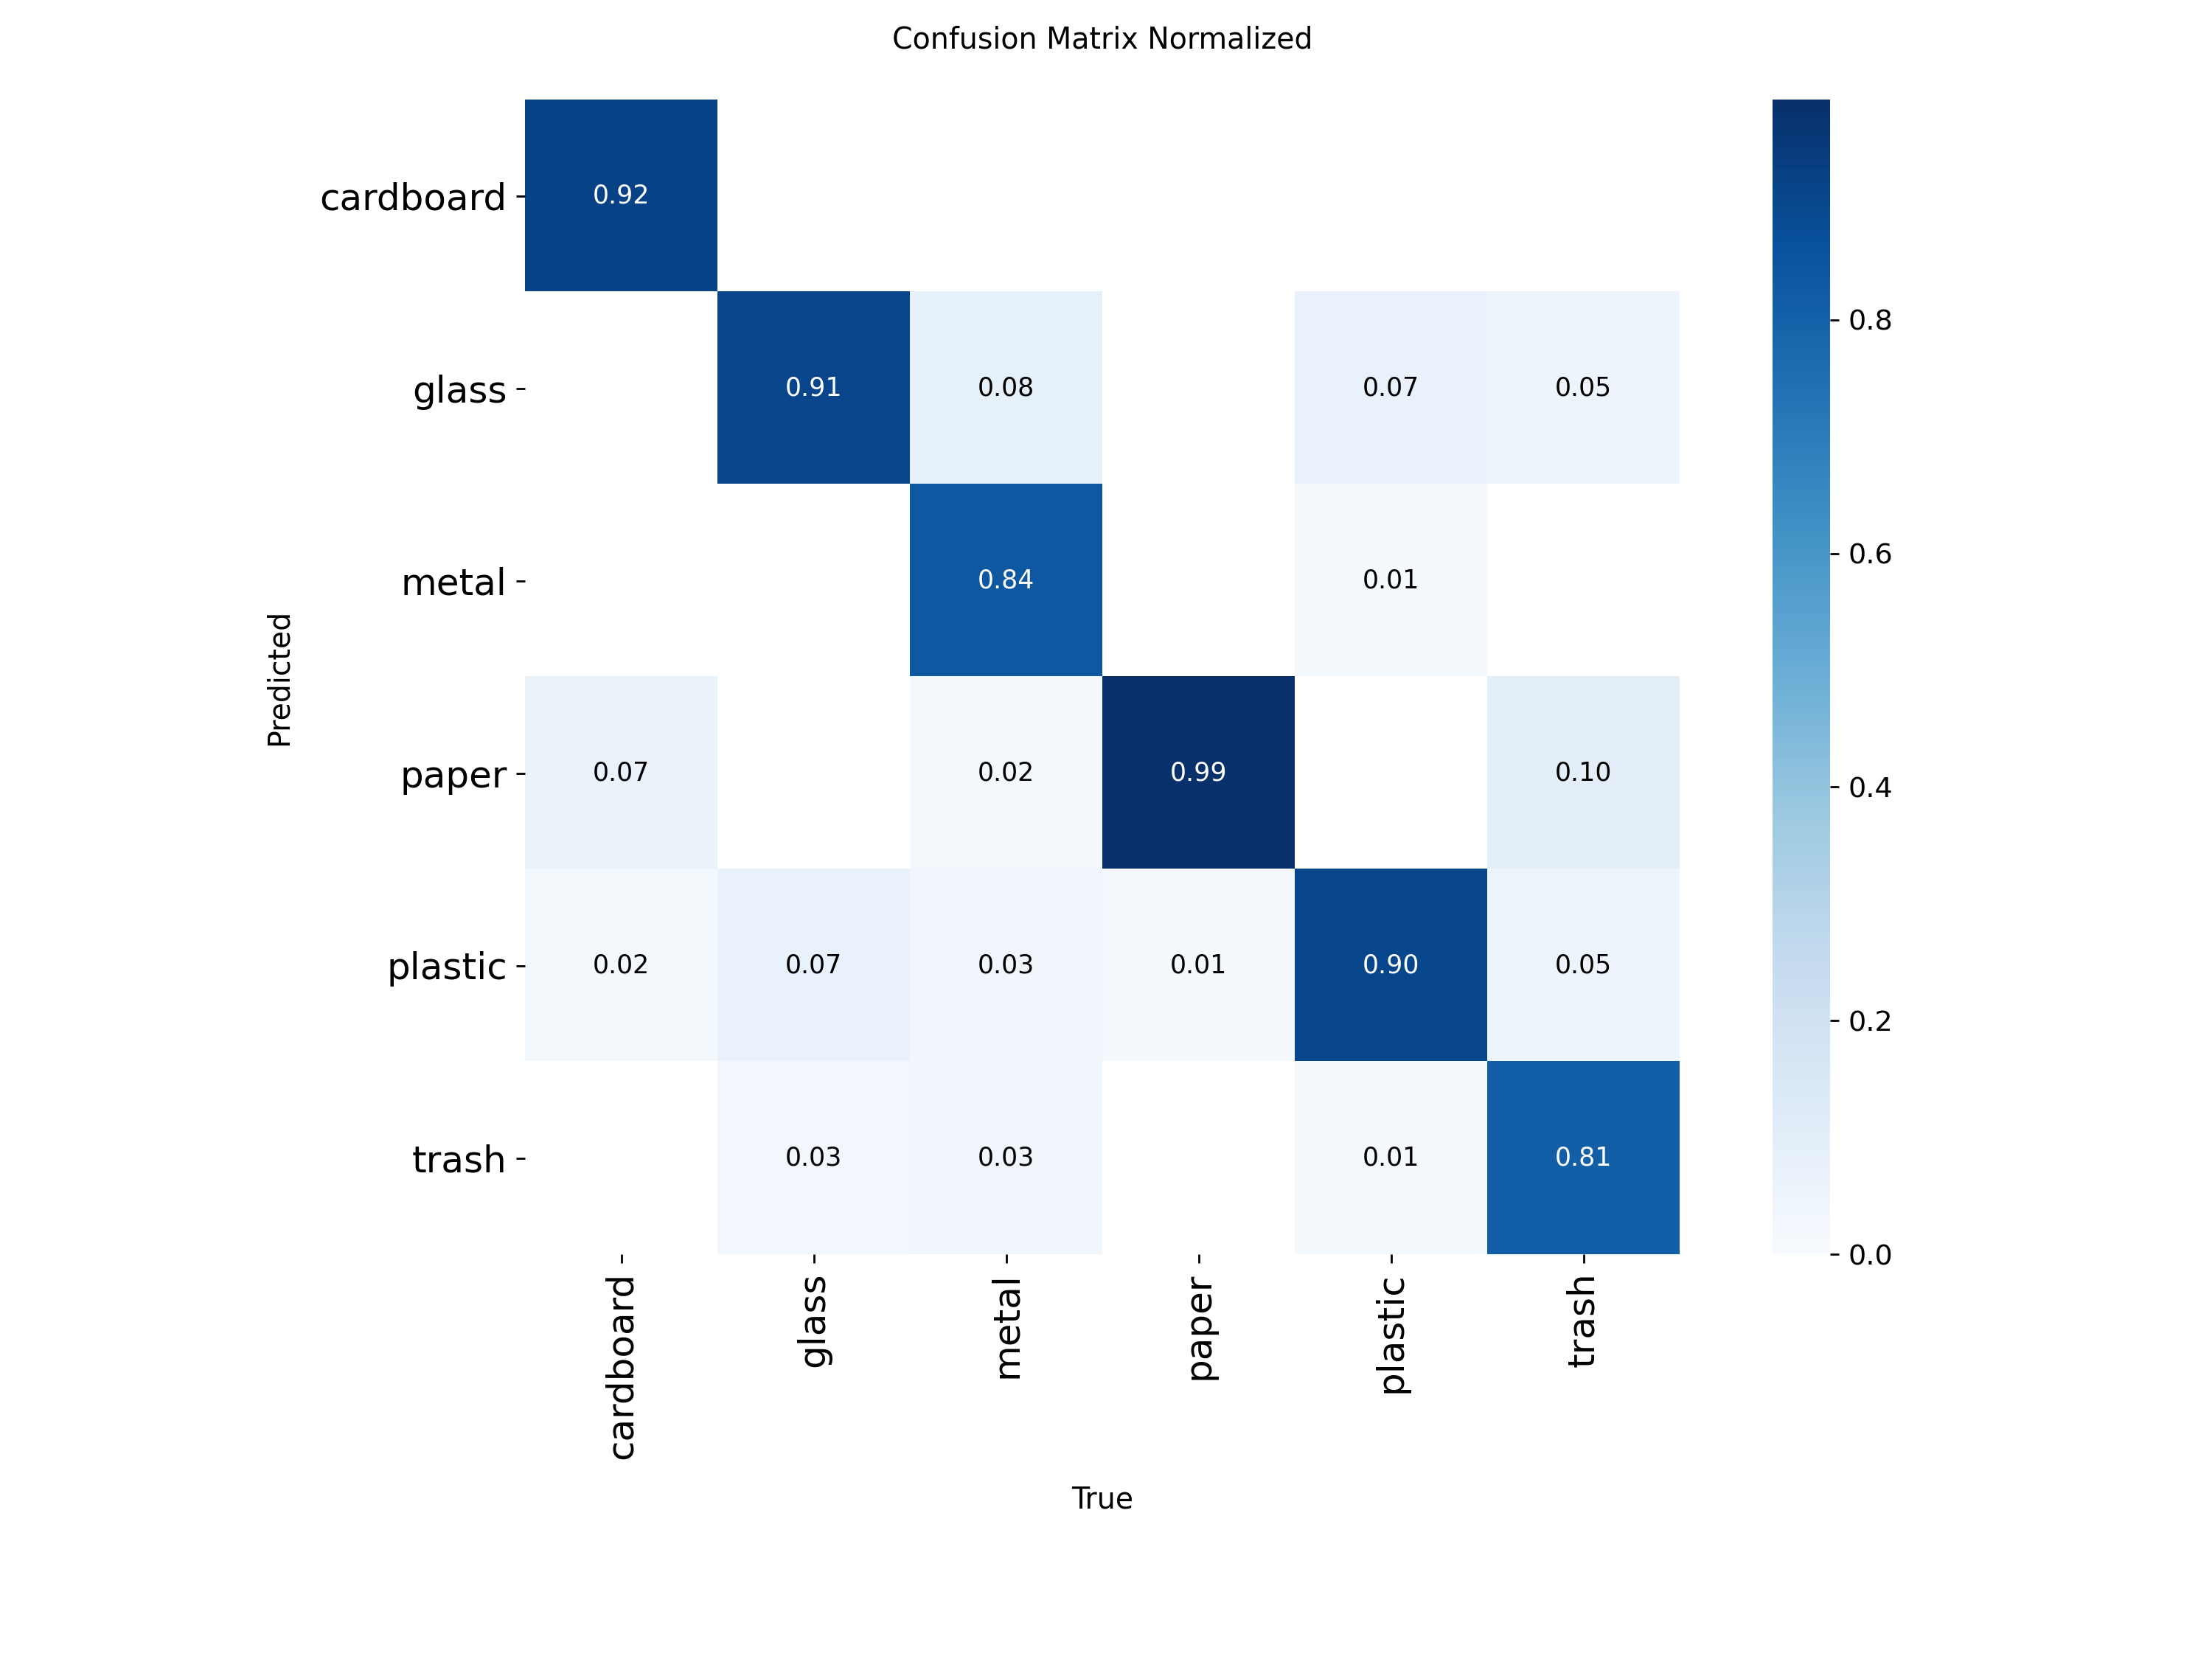 Confusion Matrix Normalized
cardboard
0.92
glass
0.91 0.08 0.07 0.05
0.8
metal
0.84 0.01
0.6
Predicted
paper
0.07 0.02 0.99 0.10
0.4
plastic
0.02 0.07 0.03 0.01 0.90 0.05
0.2
trash
0.03 0.03 0.01 0.81
0.0
cardboard
glass
metal
paper
plastic
trash
True